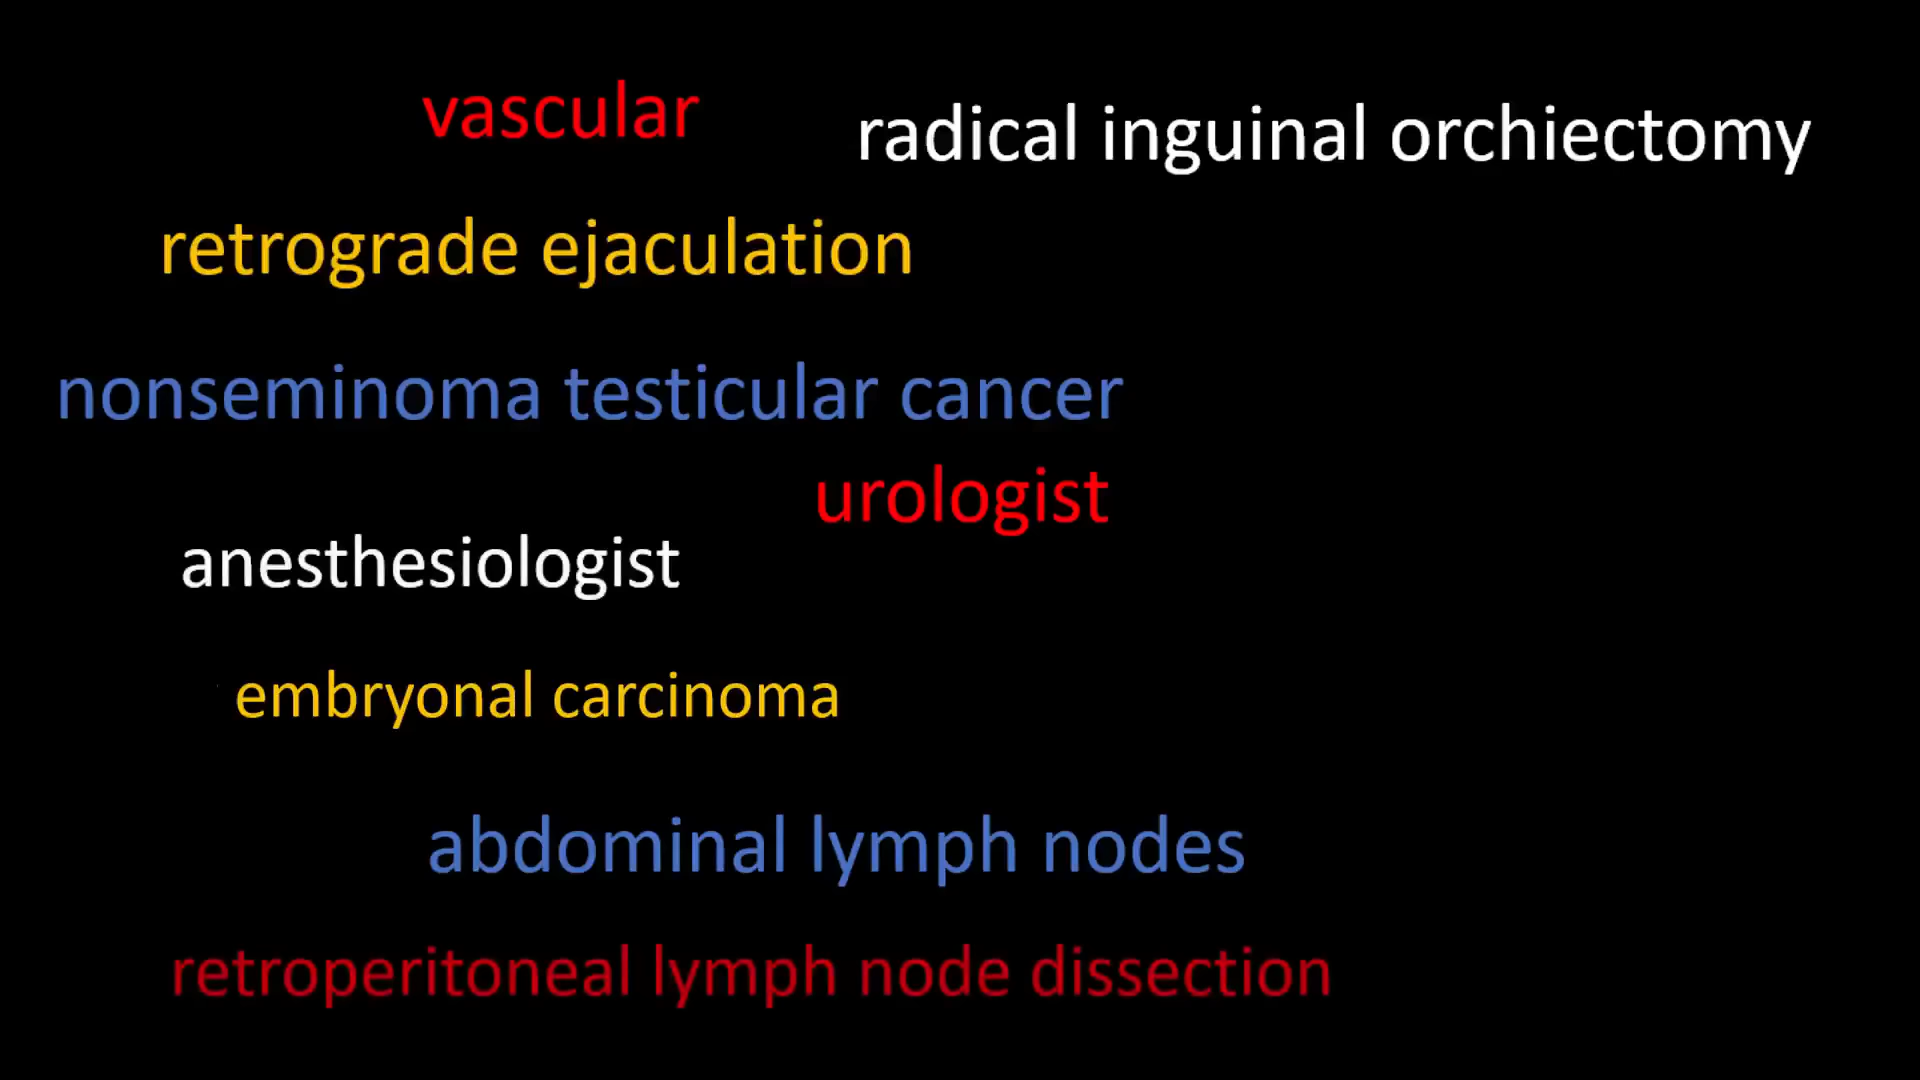 vascular
radical inguinal orchiectomy
retrograde ejaculation
nonseminoma testicular cancer
urologist
anesthesiologist
embryonal carcinoma
abdominal lymph nodes
retroperitoneal lymph node dissection